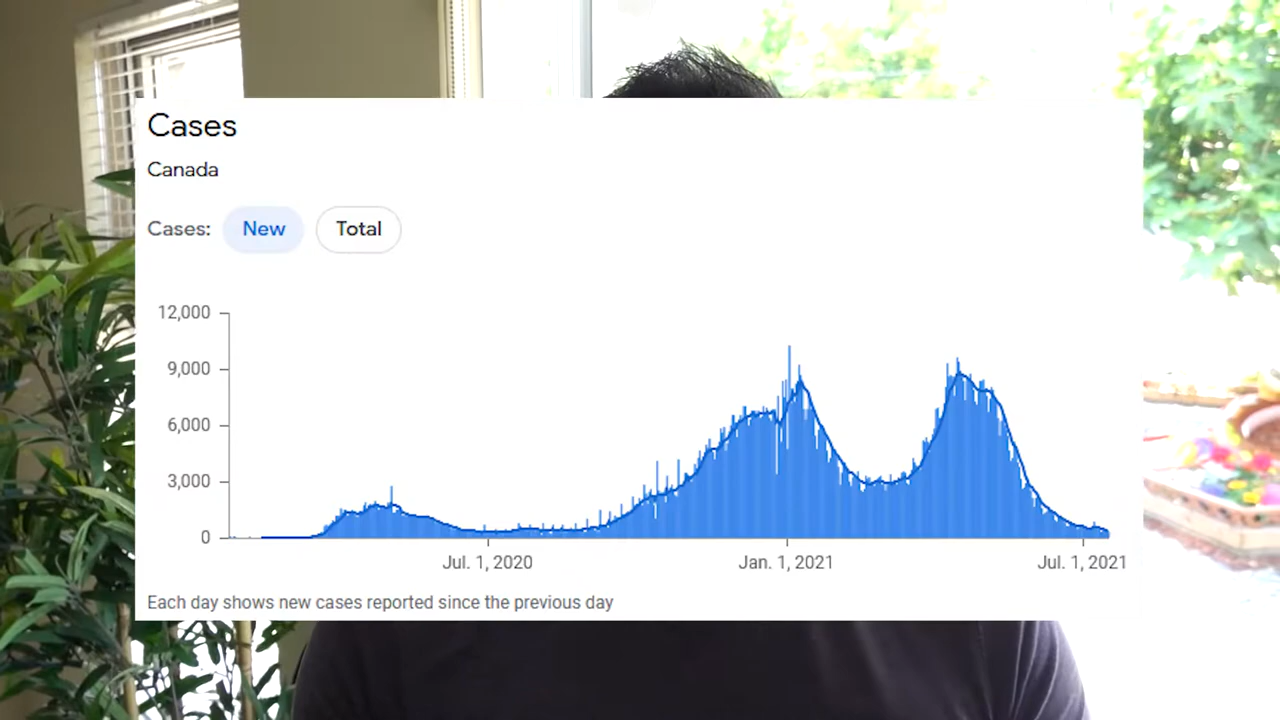 Cases
Canada
Cases: New Total
12,000
9,000
6,000
3,000
0
Jul. 1, 2020 Jan. 1, 2021 Jul. 1, 2021
Each day shows new cases reported since the previous day